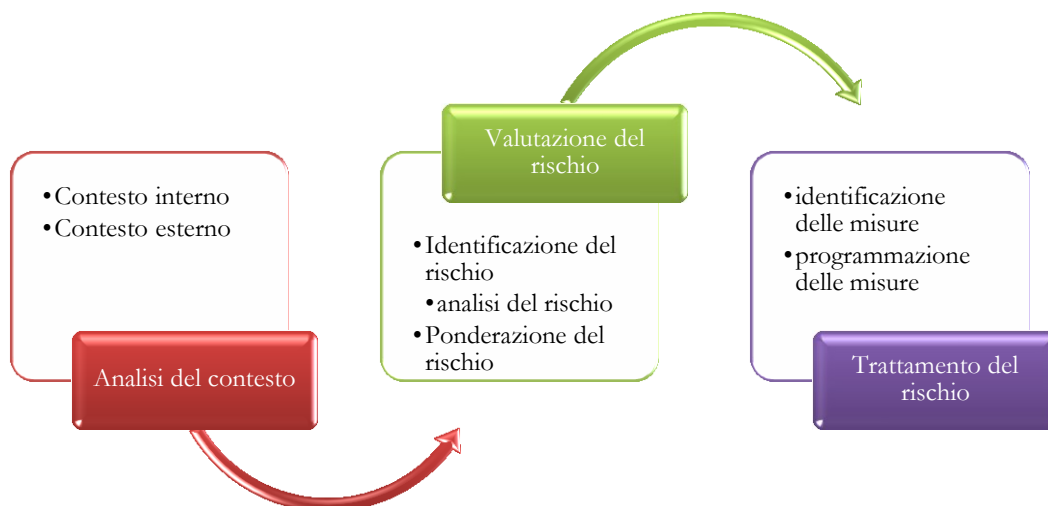 •Contesto interno
•Contesto esterno
Analisi del contesto
Valutazione del
rischio
•Identificazione del
rischio
•analisi del rischio
•Ponderazione del
rischio
•identificazione
delle misure
•programmazione
delle misure
Trattamento del
rischio